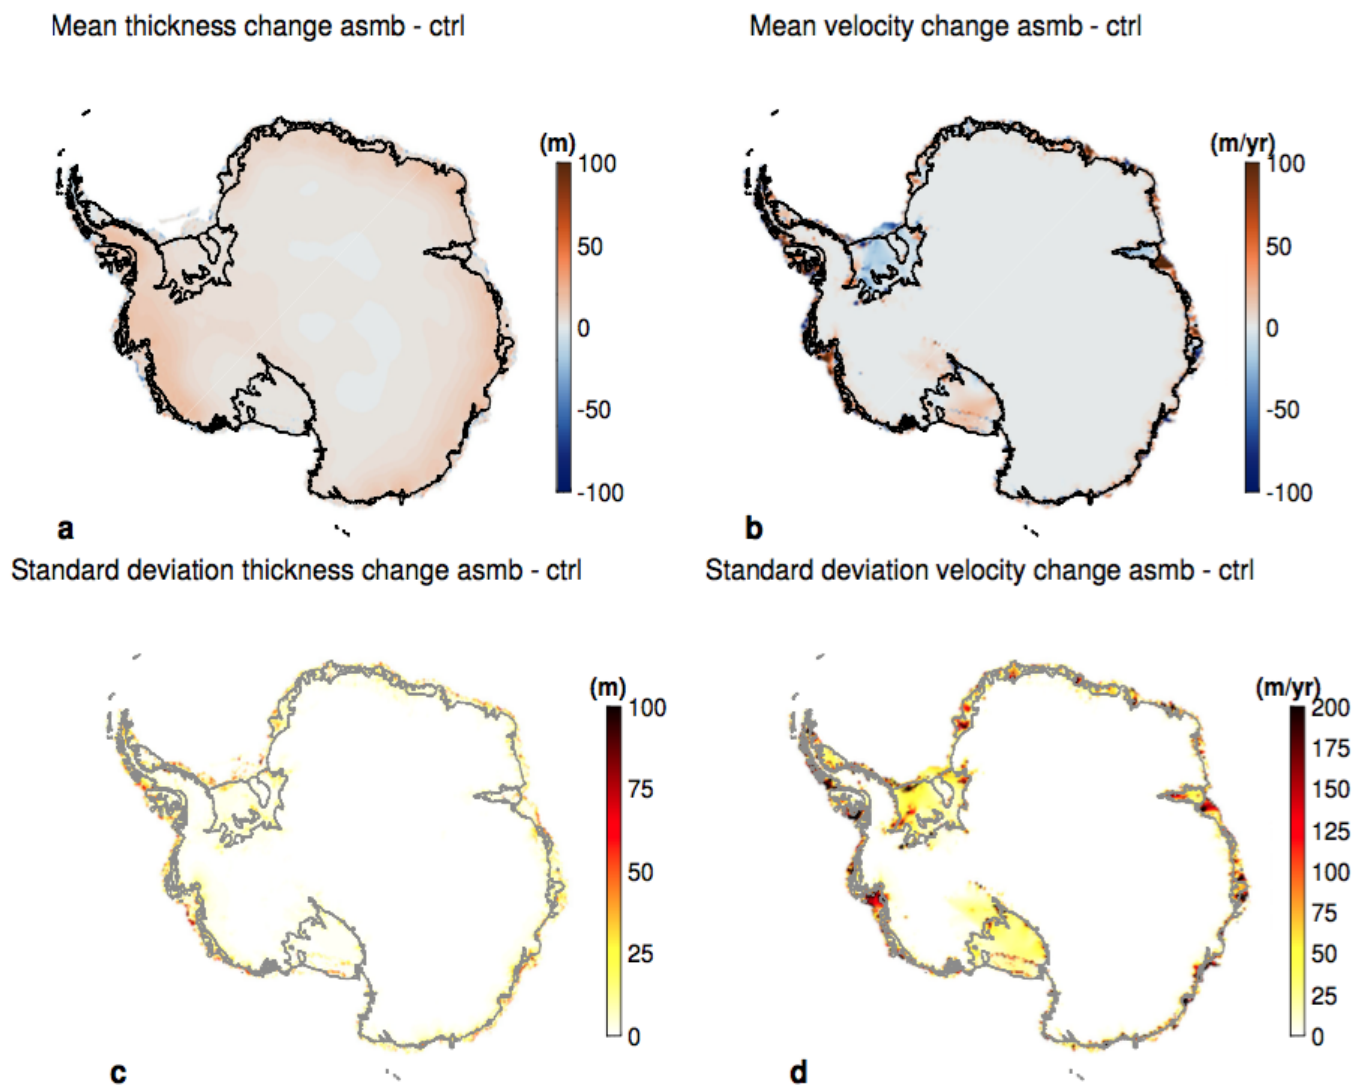 Mean thickness change asmb - ctrl
Mean velocity change asmb - ctrl
(m)
100
50
0
-50
-100
(m/yr)
100
50
0
-50
-100
a
b
Standard deviation thickness change asmb - ctrl
Standard deviation velocity change asmb - ctrl
(m)
100
75
50
25
0
(m/yr)
200
175
150
125
100
75
50
25
0
c
d